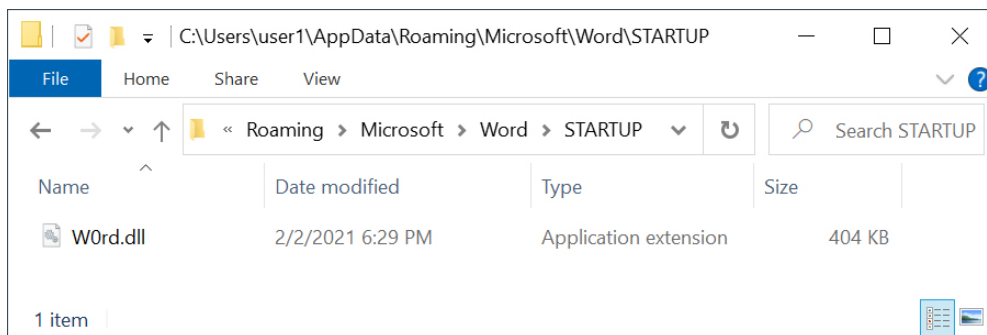 C:\Users\user1\AppData\Roaming\Microsoft\Word\STARTUP
File Home Share View ?
« Roaming > Microsoft > Word > STARTUP Search STARTUP
Name Date modified Type Size
W0rd.dll 2/2/2021 6:29 PM Application extension 404 KB
1 item